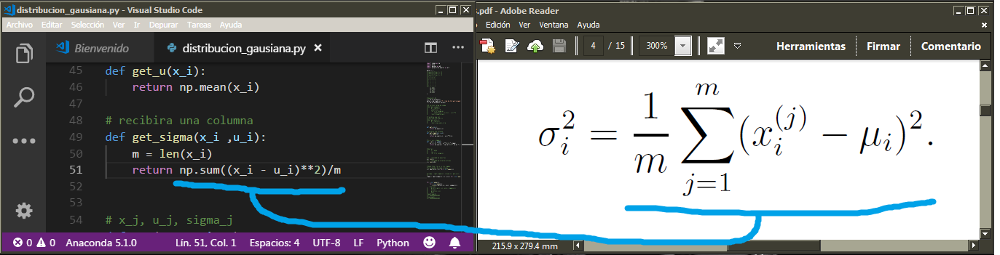 distribucion_gausiana.py - Visual Studio Code
Archivo Editar Selección Ver Ir Depurar Tareas Ayuda
Bienvenido distribucion_gausiana.py
45 def get_u(x_i):
46 return np.mean(x_i)
47
48 # recibira una columna
49 def get_sigma(x_i ,u_i):
50 m = len(x_i)
51 return np.sum((x_i - u_i)**2)/m
52
53
54 # x_j, u_j, sigma_j
0 0 Anaconda 5.1.0 Lín. 51, Col. 1 Espacios: 4 UTF-8 LF Python
.pdf - Adobe Reader
Edición Ver Ventana Ayuda
4 / 15 300% Herramientas Firmar Comentario
σ_i^2 = \frac{1}{m} \sum_{j=1}^{m} (x_i^{(j)} − μ_i)^2.
215.9 x 279.4 mm